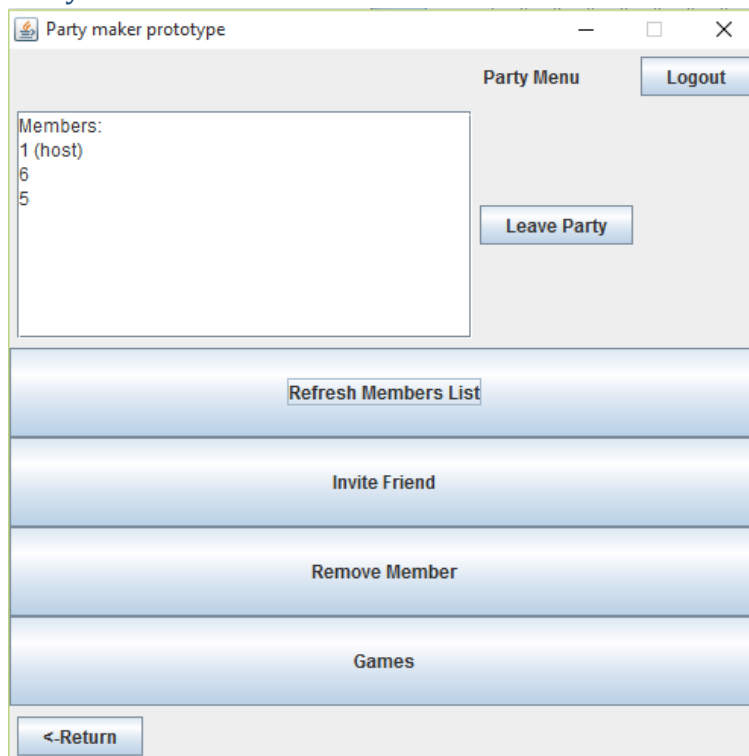 Party maker prototype
Party Menu
Logout
Members:
1 (host)
6
5
Leave Party
Refresh Members List
Invite Friend
Remove Member
Games
<-Return